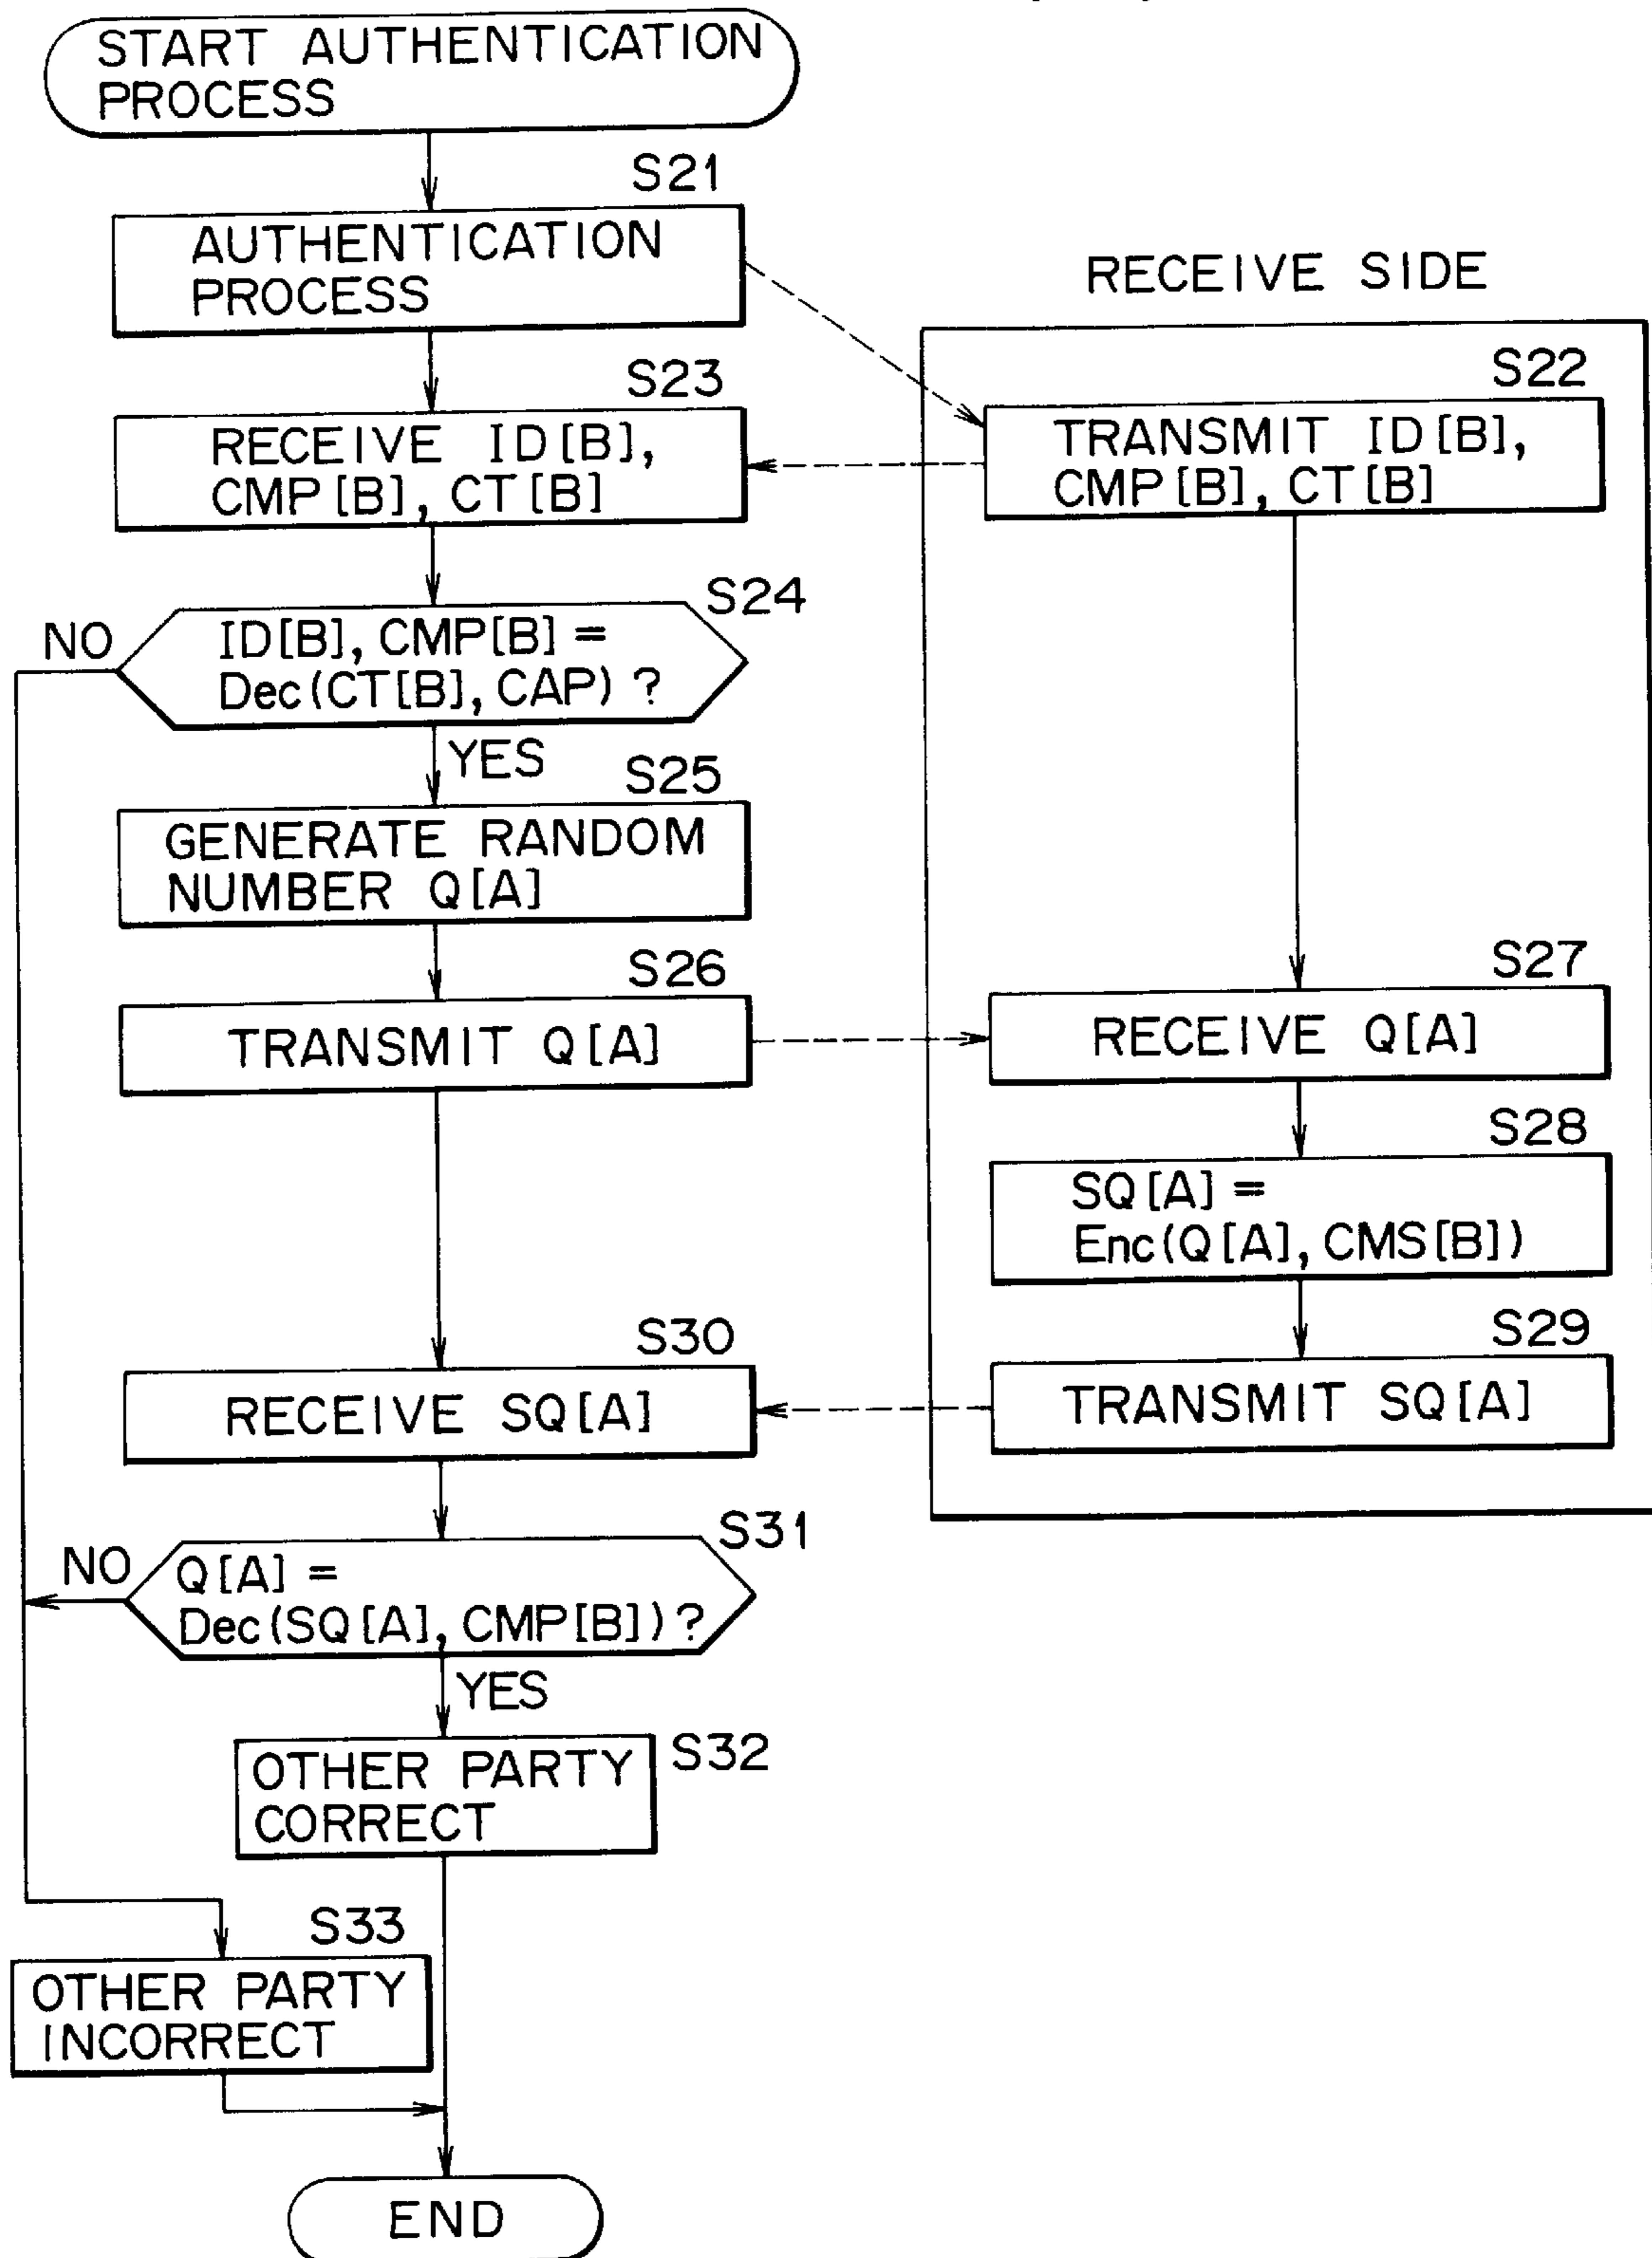 START AUTHENTICATION
PROCESS
S21
AUTHENTICATION
PROCESS
RECEIVE SIDE
S23
RECEIVE ID[B],
CMP[B], CT[B]
S22
TRANSMIT ID[B],
CMP[B], CT[B]
S24
NO
ID[B], CMP[B] =
Dec(CT[B], CAP) ?
YES
S25
GENERATE RANDOM
NUMBER Q[A]
S26
TRANSMIT Q[A]
S27
RECEIVE Q[A]
S28
SQ[A] =
Enc(Q[A], CMS[B])
S30
RECEIVE SQ[A]
S29
TRANSMIT SQ[A]
S31
NO
Q[A] =
Dec(SQ[A], CMP[B]) ?
YES
OTHER PARTY
CORRECT
S32
S33
OTHER PARTY
INCORRECT
END